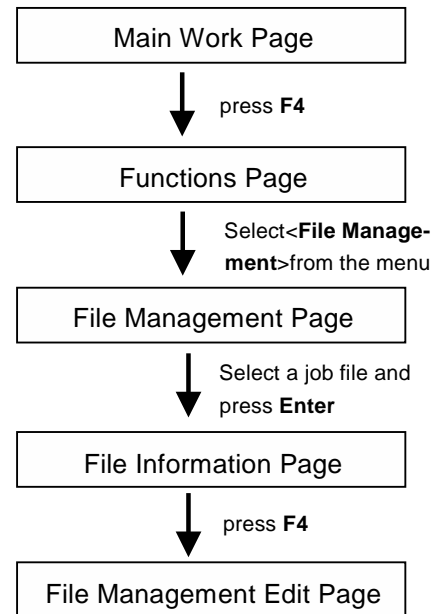 Main Work Page
press F4
Functions Page
Select<File Manage-
ment>from the menu
File Management Page
Select a job file and
press Enter
File Information Page
press F4
File Management Edit Page